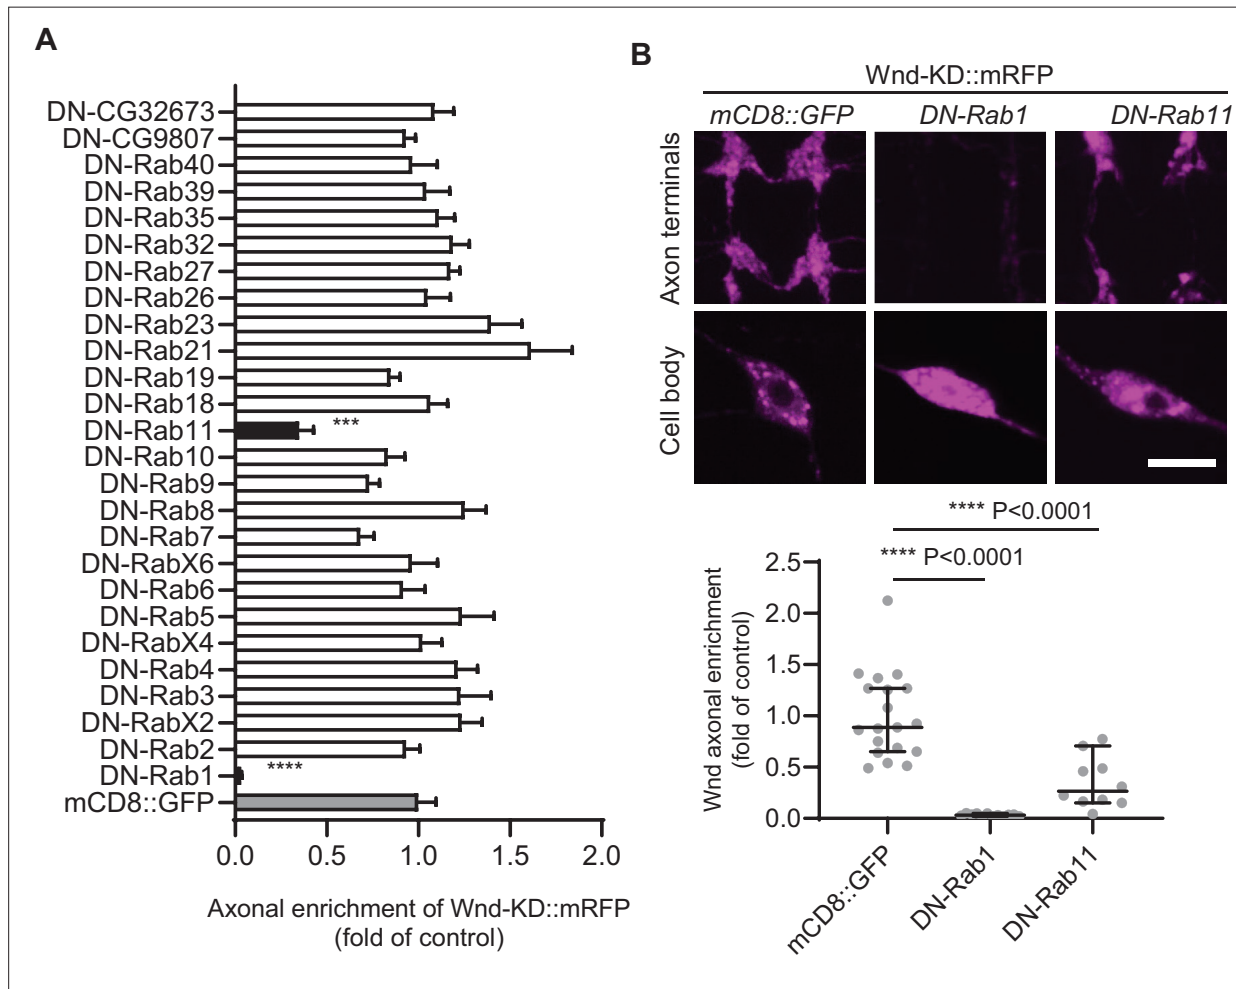 A
DN-CG32673
DN-CG9807
DN-Rab40
DN-Rab39
DN-Rab35
DN-Rab32
DN-Rab27
DN-Rab26
DN-Rab23
DN-Rab21
DN-Rab19
DN-Rab18
DN-Rab11
***
DN-Rab10
DN-Rab9
DN-Rab8
DN-Rab7
DN-RabX6
DN-Rab6
DN-Rab5
DN-RabX4
DN-Rab4
DN-Rab3
DN-RabX2
DN-Rab2
DN-Rab1
****
mCD8::GFP
0.0 0.5 1.0 1.5 2.0
Axonal enrichment of Wnd-KD::mRFP
(fold of control)
B
Wnd-KD::mRFP
mCD8::GFP DN-Rab1 DN-Rab11
Axon terminals
Cell body
**** P<0.0001
**** P<0.0001
Wnd axonal enrichment
(fold of control)
2.5
2.0
1.5
1.0
0.5
0.0
mCD8::GFP
DN-Rab1
DN-Rab11